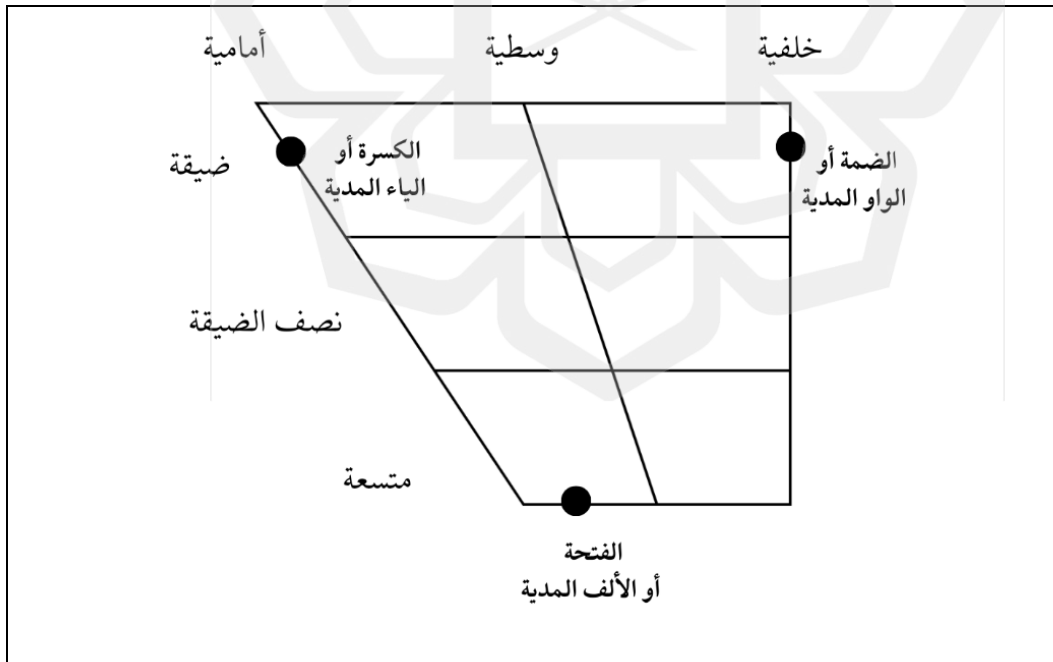 خلفية
وسطية
أمامية
الضمة أو
الواو المدية
الكسرة أو
الياء المدية
ضيقة
نصف الضيقة
متسعة
الفتحة
أو الألف المدية